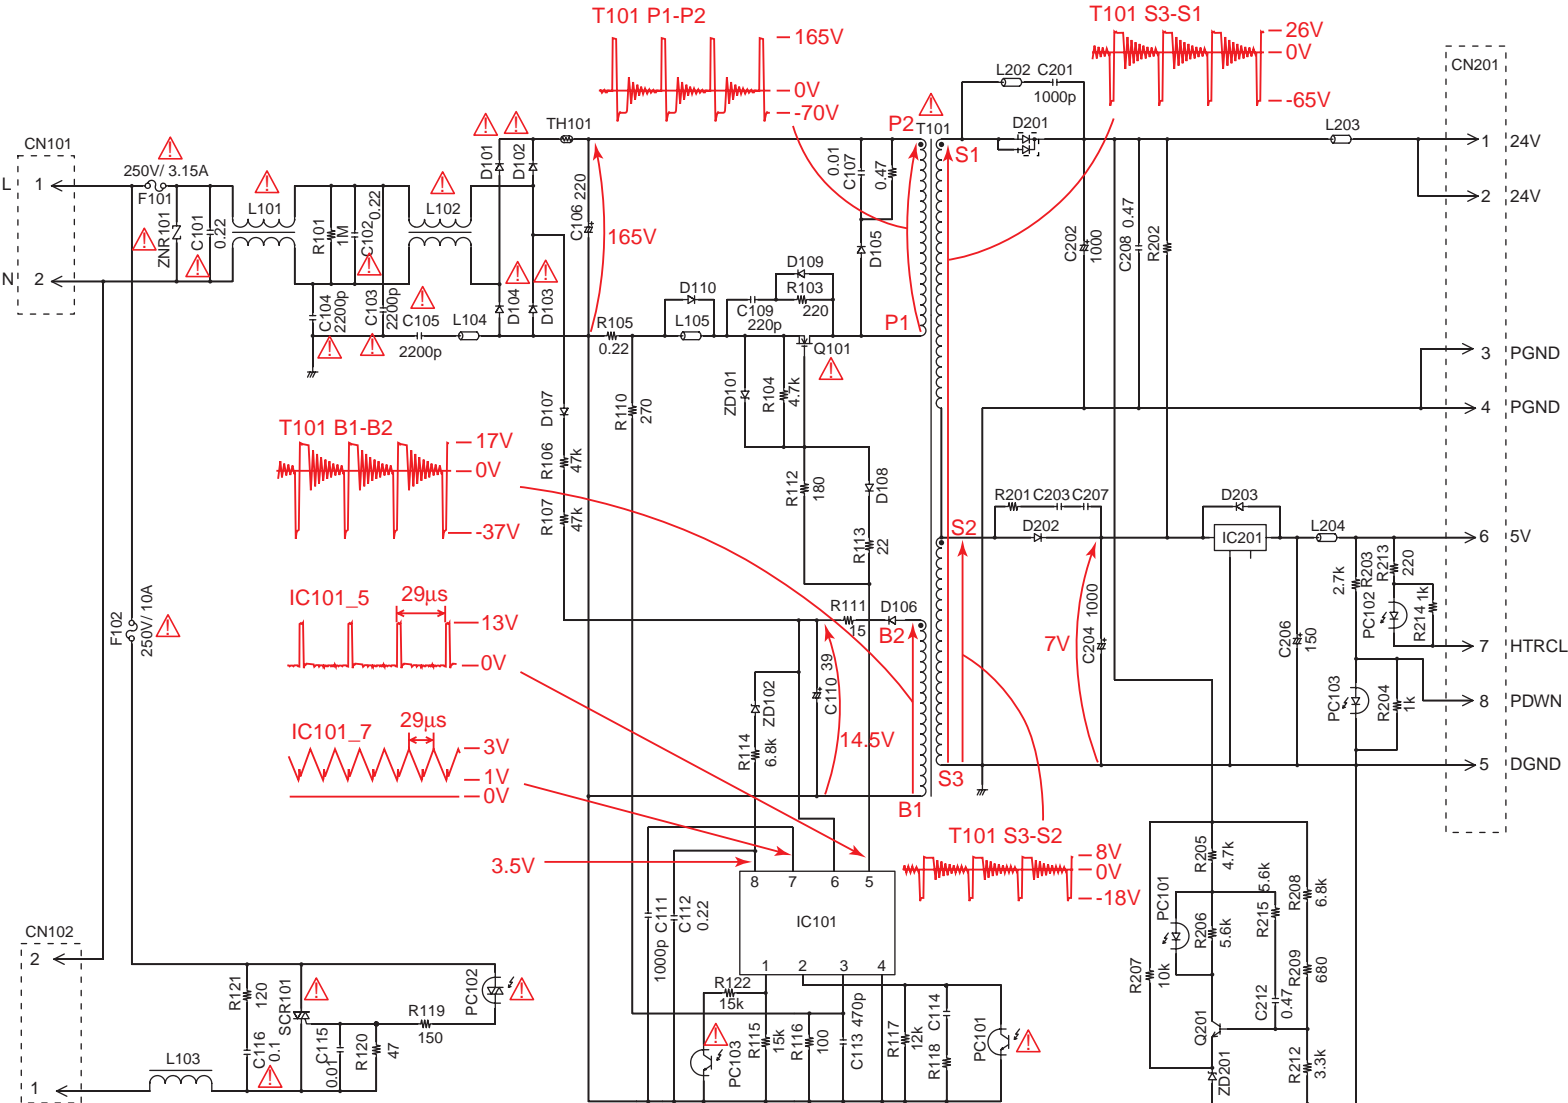 T101 P1-P2
165V
0V
-70V
T101 S3-S1
26V
0V
-65V
CN201
CN101
L 1
N 2
250V/ 3.15A
F101
ZNR101
C101
0.22
L101
R101
1M
C102
0.22
L102
C104
2200p
C103
2200p
C105
2200p
L104
D101
D102
D104
D103
TH101
C106 220
165V
0.01
C107
0.47
D105
P2
T101
S1
P1
L202
C201
1000p
D201
L203
1 24V
2 24V
C202
1000
C208 0.47
R202
3 PGND
4 PGND
R105
0.22
D110
L105
D109
R103
220
C109
220p
Q101
ZD101
R104
4.7k
R110
270
D107
R106
47k
R107
47k
R112
180
D108
R113
22
T101 B1-B2
17V
0V
-37V
IC101_5
29µs
13V
0V
IC101_7
29µs
3V
1V
0V
3.5V
F102
250V/ 10A
R111
15
D106
B2
B1
S2
S3
ZD102
R114
6.8k
C110 39
14.5V
R201
C203
C207
D202
7V
C204 1000
D203
IC201
L204
C206
150
2.7k
R203
R213
220
PC102
R214 1k
6 5V
7 HTRCL
8 PDWN
PC103
R204
1k
5 DGND
T101 S3-S2
8V
0V
-18V
8 7 6 5
IC101
1 2 3 4
1000p
C111
C112
0.22
R122
15k
PC103
R115
15k
R116
100
C113 470p
R117
12k
R118
C114
PC101
CN102
2
1
R121
120
C116
0.1
SCR101
C115
0.01
R120
47
R119
150
PC102
L103
R205
4.7k
PC101
R206
5.6k
R215
5.6k
R208
6.8k
R207
10k
R209
680
C212
0.47
Q201
ZD201
R212
3.3k